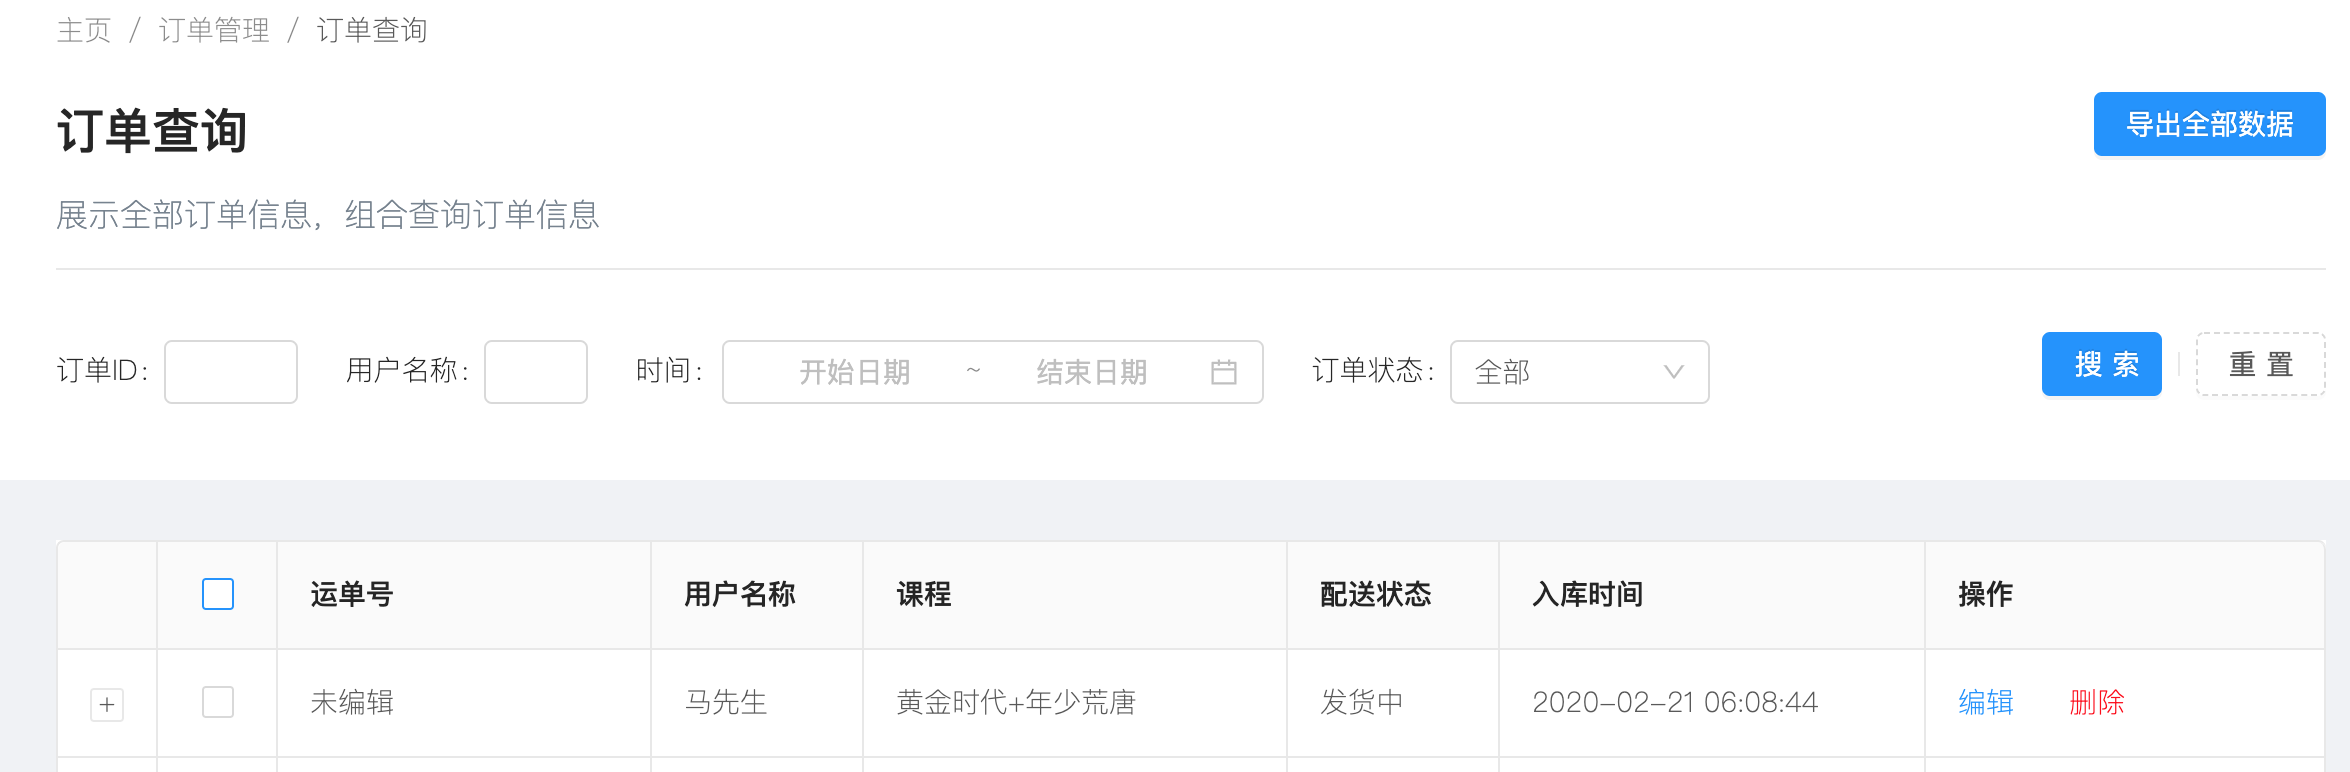 主页 / 订单管理 / 订单查询
订单查询
导出全部数据
展示全部订单信息，组合查询订单信息
订单ID： 用户名称： 时间： 开始日期 ~ 结束日期 订单状态： 全部 搜 索 重 置
运单号 用户名称 课程 配送状态 入库时间 操作
+ 未编辑 马先生 黄金时代+年少荒唐 发货中 2020-02-21 06:08:44 编辑 删除